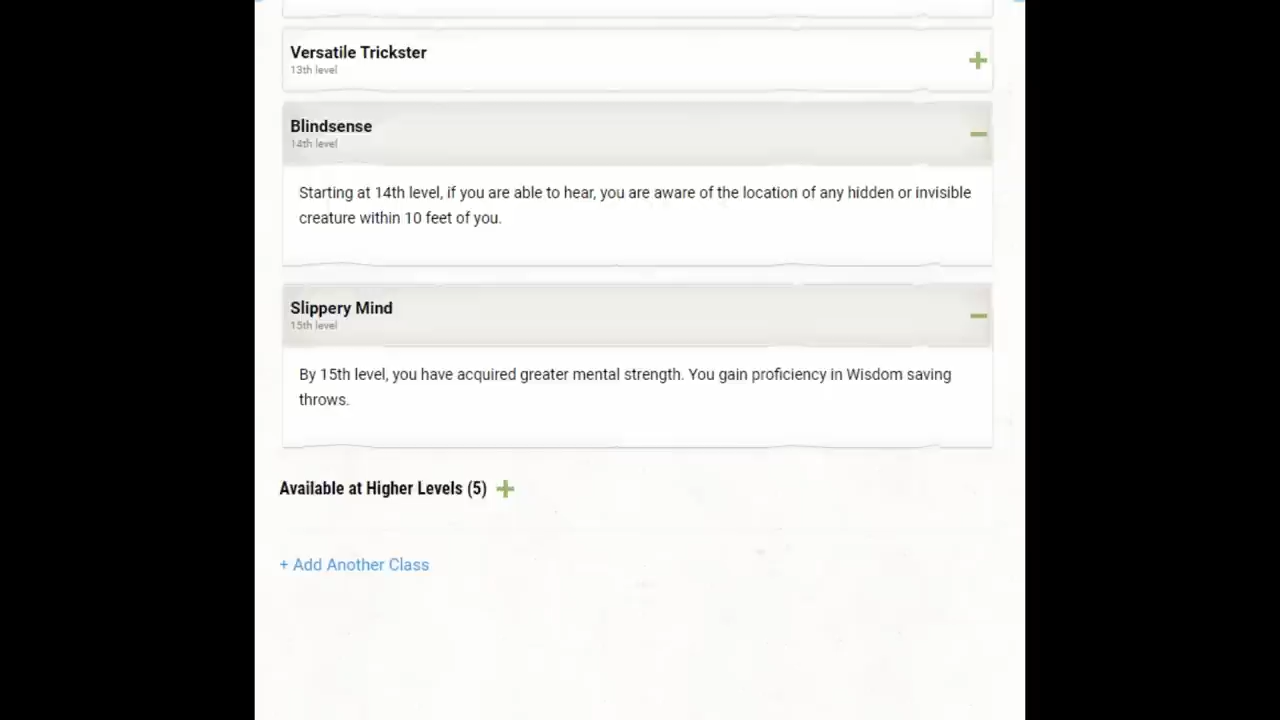 Versatile Trickster
13th level
Blindsense
14th level
Starting at 14th level, if you are able to hear, you are aware of the location of any hidden or invisible
creature within 10 feet of you.
Slippery Mind
15th level
By 15th level, you have acquired greater mental strength. You gain proficiency in Wisdom saving
throws.
Available at Higher Levels (5)
+ Add Another Class